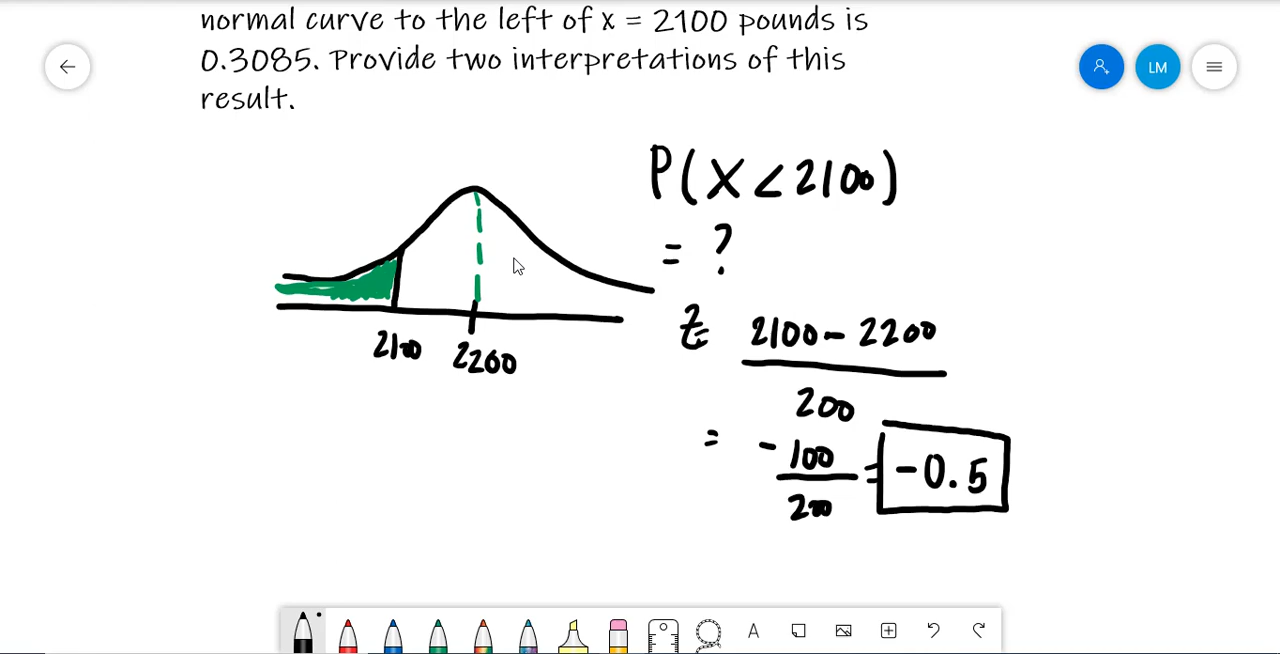 normal curve to the left of x = 2100 pounds is
0.3085. Provide two interpretations of this
result.
LM
P(X<2100)
= ?
z= 2100-2200
200
= -100
200
= -0.5
2100 2200
A